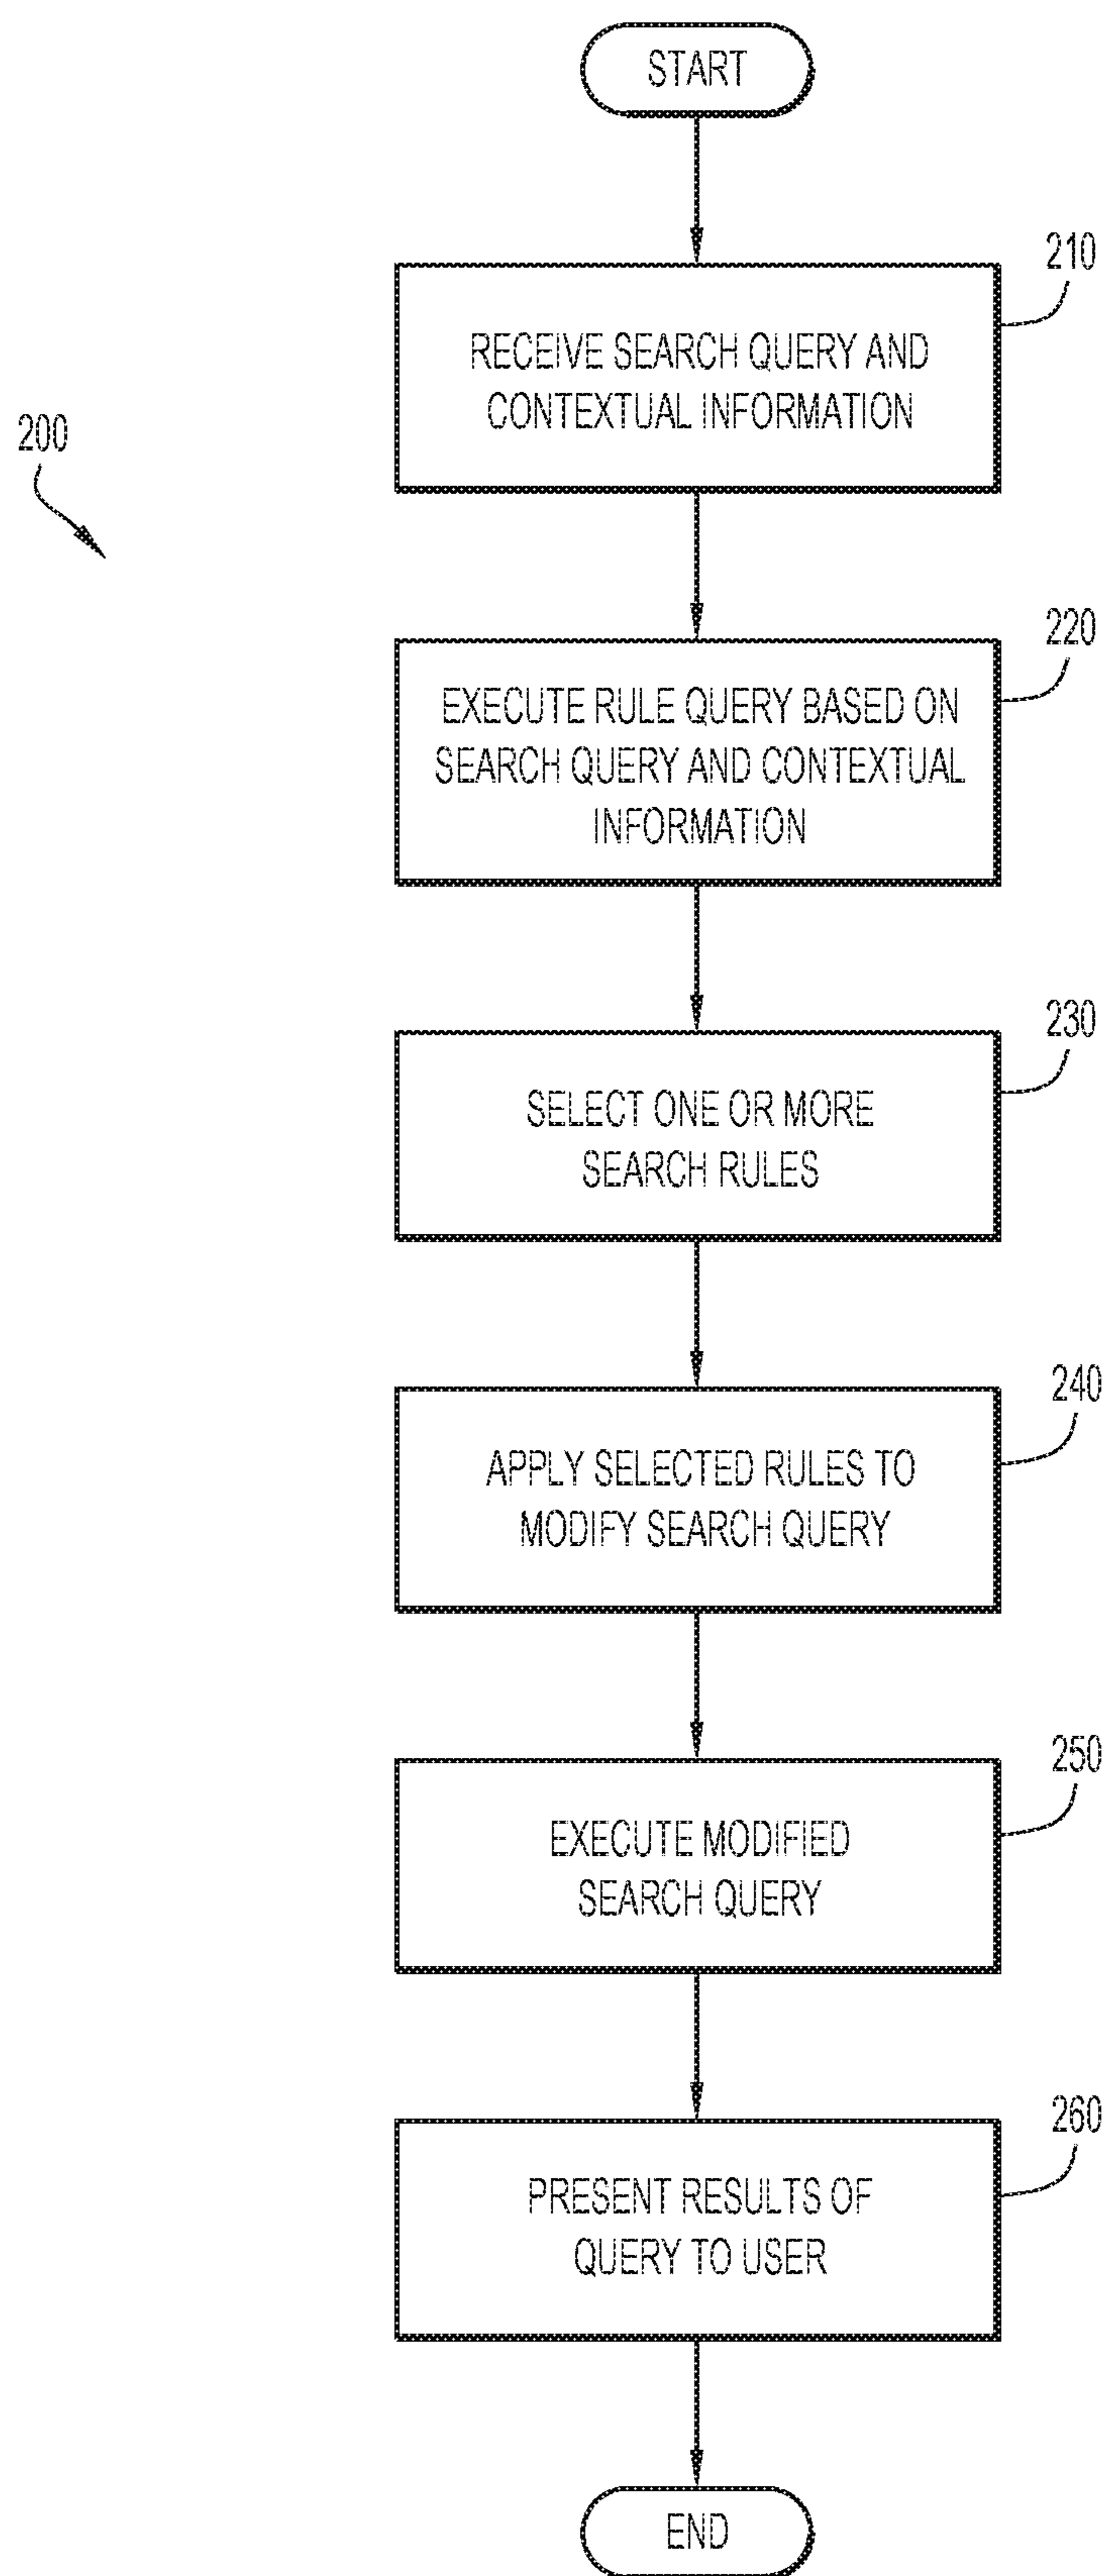 START
210
RECEIVE SEARCH QUERY AND
CONTEXTUAL INFORMATION
200
220
EXECUTE RULE QUERY BASED ON
SEARCH QUERY AND CONTEXTUAL
INFORMATION
230
SELECT ONE OR MORE
SEARCH RULES
240
APPLY SELECTED RULES TO
MODIFY SEARCH QUERY
250
EXECUTE MODIFIED
SEARCH QUERY
260
PRESENT RESULTS OF
QUERY TO USER
END